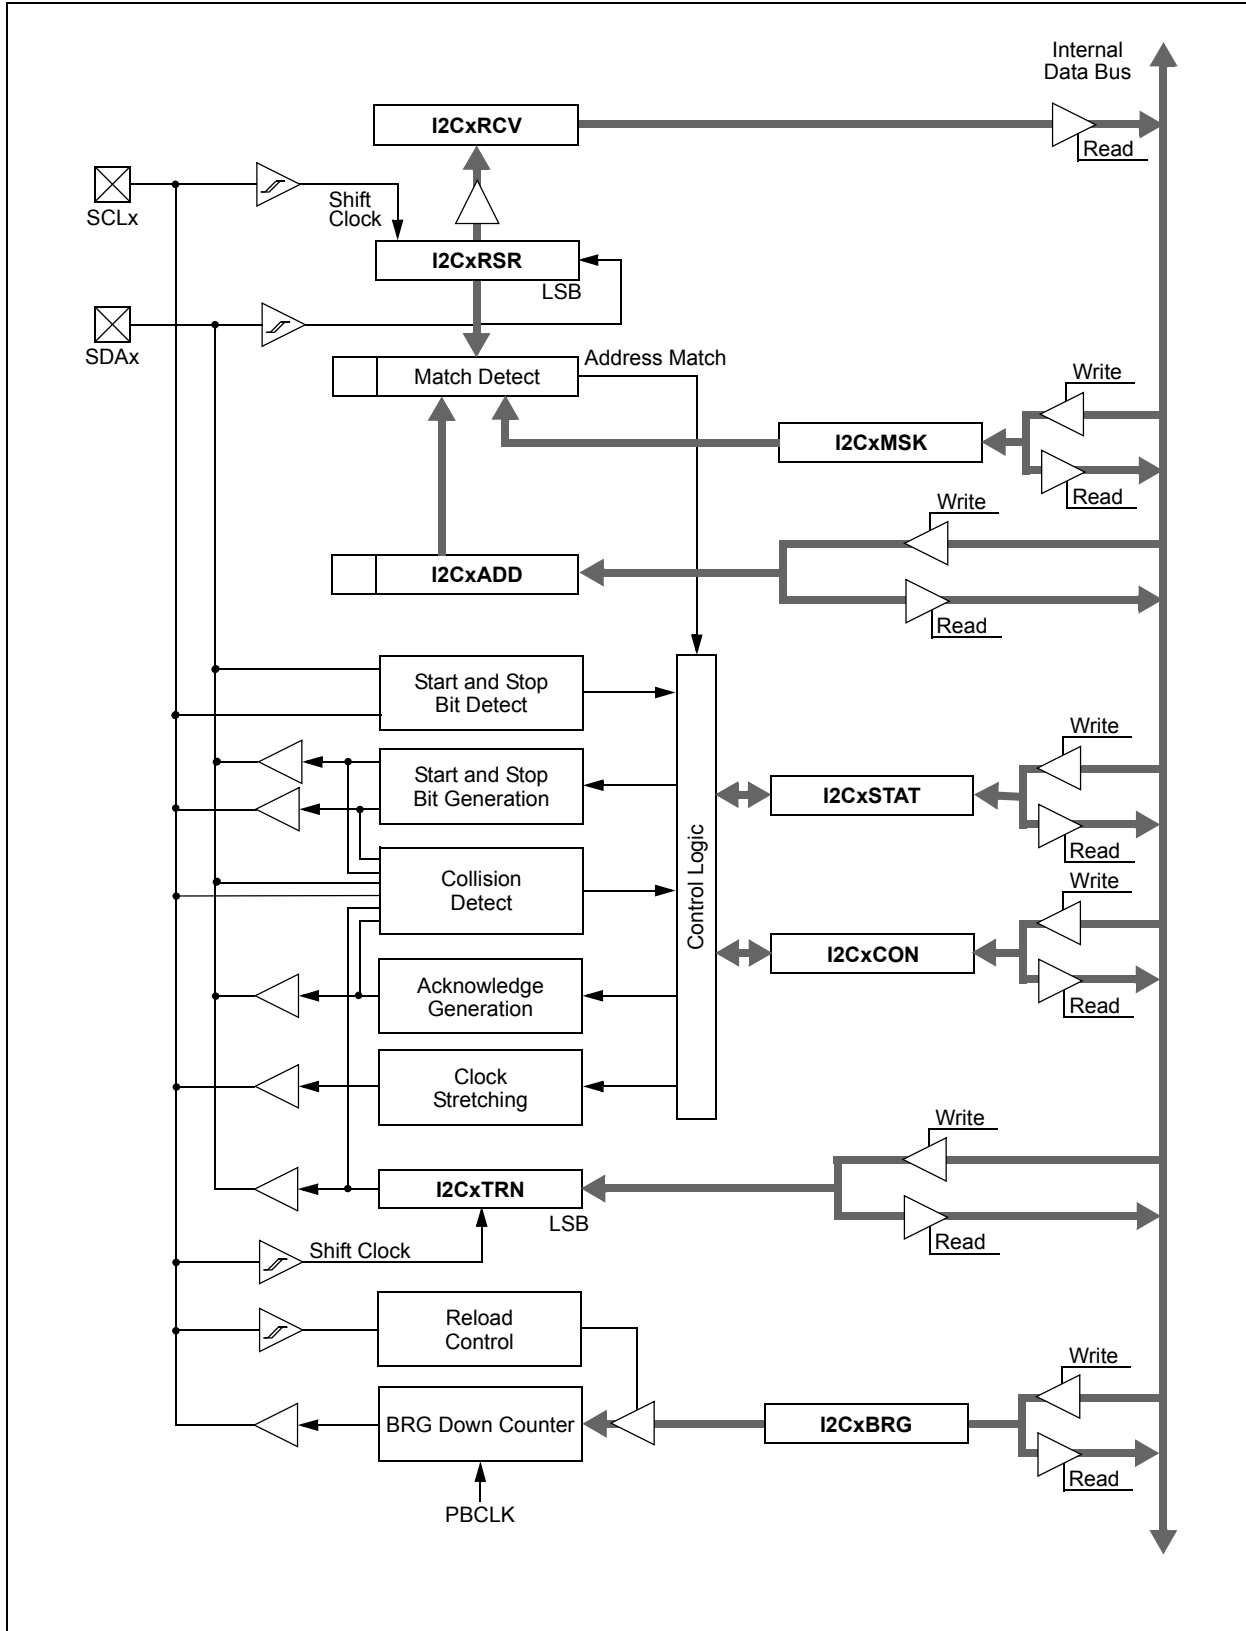 Internal
Data Bus
I2CxRCV
Read
SCLx
Shift
Clock
I2CxRSR
LSB
SDAx
Address Match
Match Detect
Write
I2CxMSK
Read
Write
I2CxADD
Read
Start and Stop
Bit Detect
Write
Start and Stop
Bit Generation
I2CxSTAT
Read
Control Logic
Collision
Detect
Write
I2CxCON
Read
Acknowledge
Generation
Clock
Stretching
Write
I2CxTRN
LSB
Read
Shift Clock
Reload
Control
Write
BRG Down Counter
I2CxBRG
Read
PBCLK